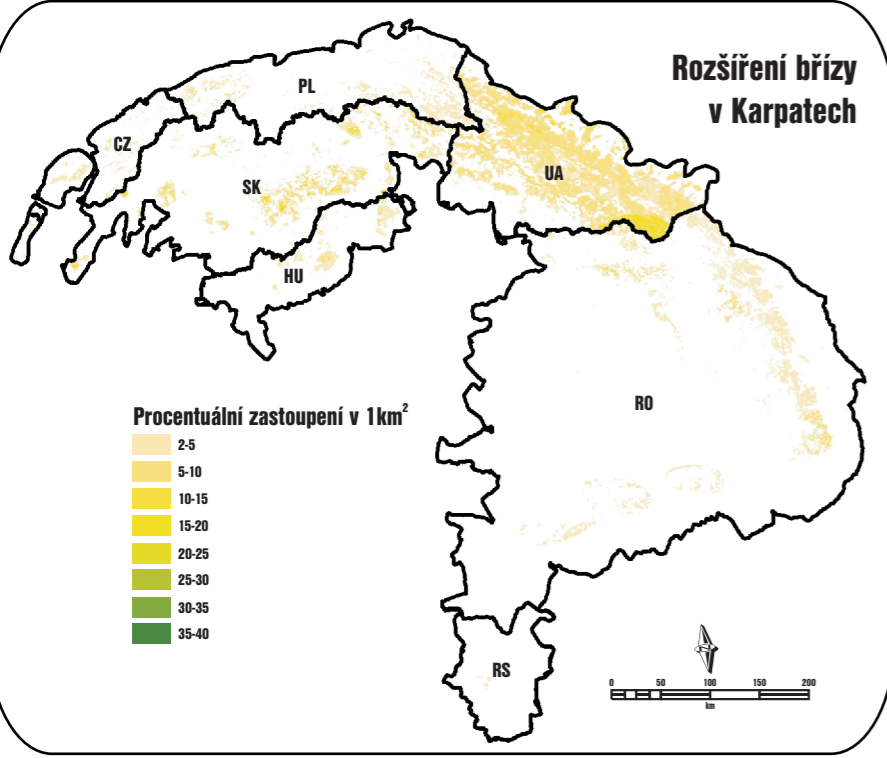 Rozšíření břízy
v Karpatech
PL
CZ
SK
UA
HU
RO
RS
Procentuální zastoupení v 1km²
2-5
5-10
10-15
15-20
20-25
25-30
30-35
35-40
0 50 100 150 200
km